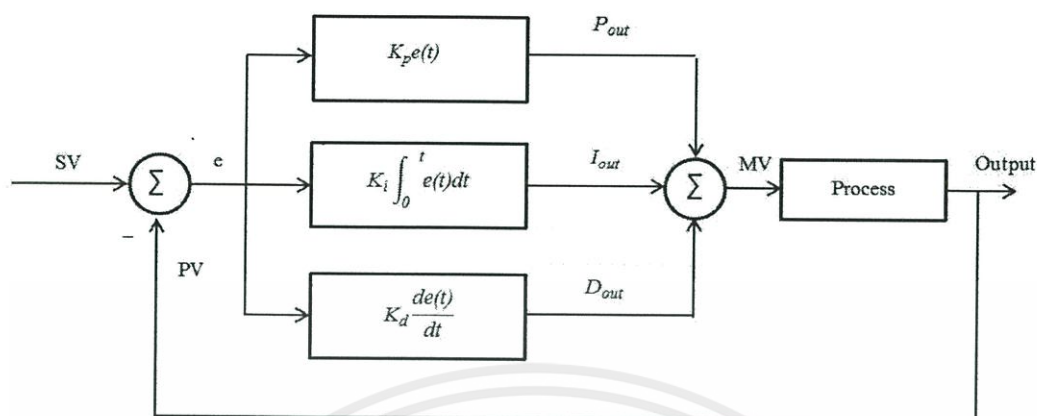 P_out
K_p e(t)
SV
Σ
e
K_i ∫_0^t e(t)dt
I_out
Σ
MV
Process
Output
−
PV
K_d de(t)/dt
D_out